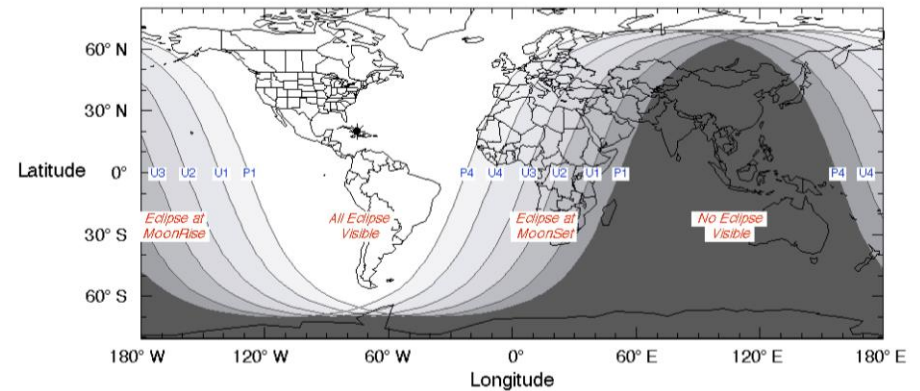 60° N
30° N
Latitude
0°
U3 U2 U1 P1 P4 U4 U3 U2 U1 P1 P4 U4
Eclipse at
MoonRise
All Eclipse
Visible
Eclipse at
MoonSet
No Eclipse
Visible
30° S
60° S
180° W 120° W 60° W 0° 60° E 120° E 180° E
Longitude